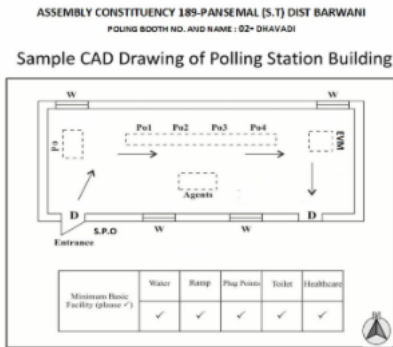 ASSEMBLY CONSTITUENCY 189-PANSEMAL (S.T) DIST BARWANI
POLING BOOTH NO. AND NAME : 02- DHAVADI
Sample CAD Drawing of Polling Station Building
W W
Po1 Po2 Po3 Po4
Po EVM
Agents
D D
S.P.O
Entrance W W
Water Ramp Plug Points Toilet Healthcare
Minimum Basic
Facility (please ✓) ✓ ✓ ✓ ✓ ✓